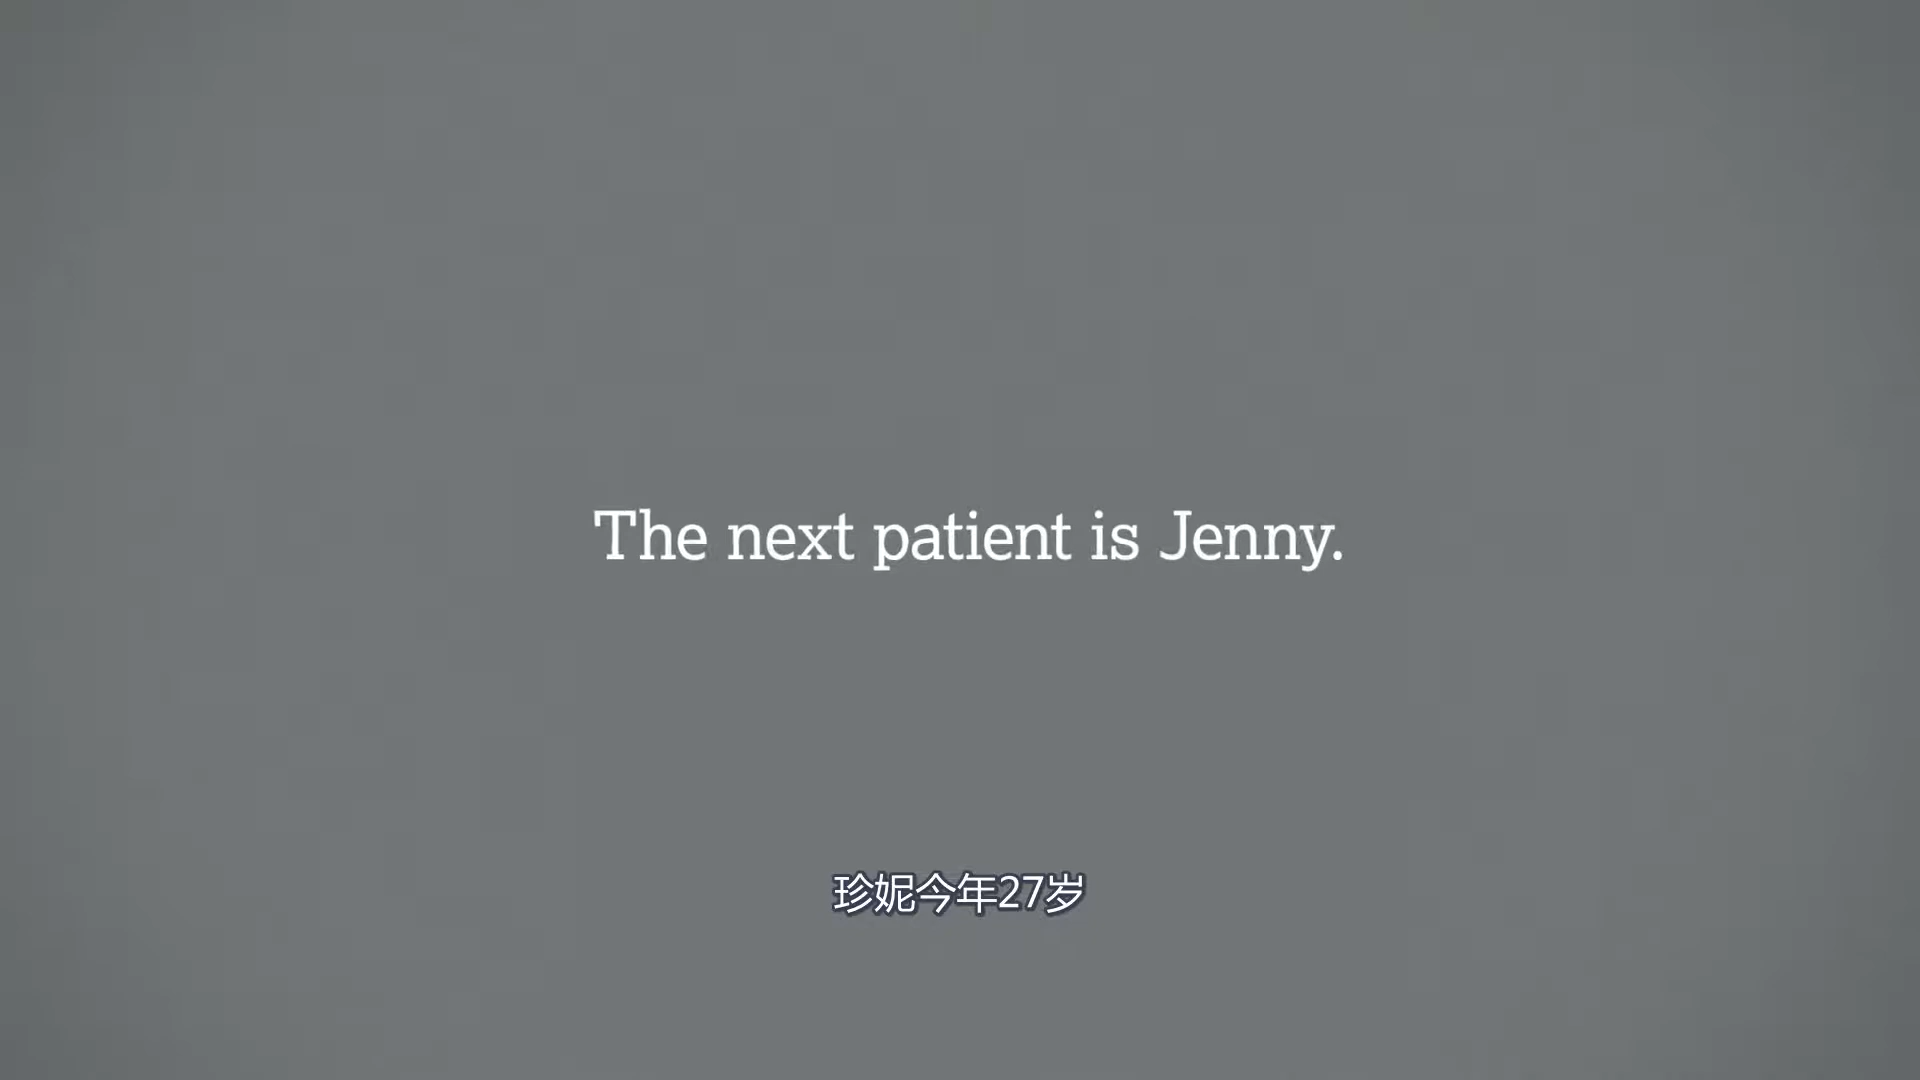 The next patient is Jenny.
珍妮今年27岁